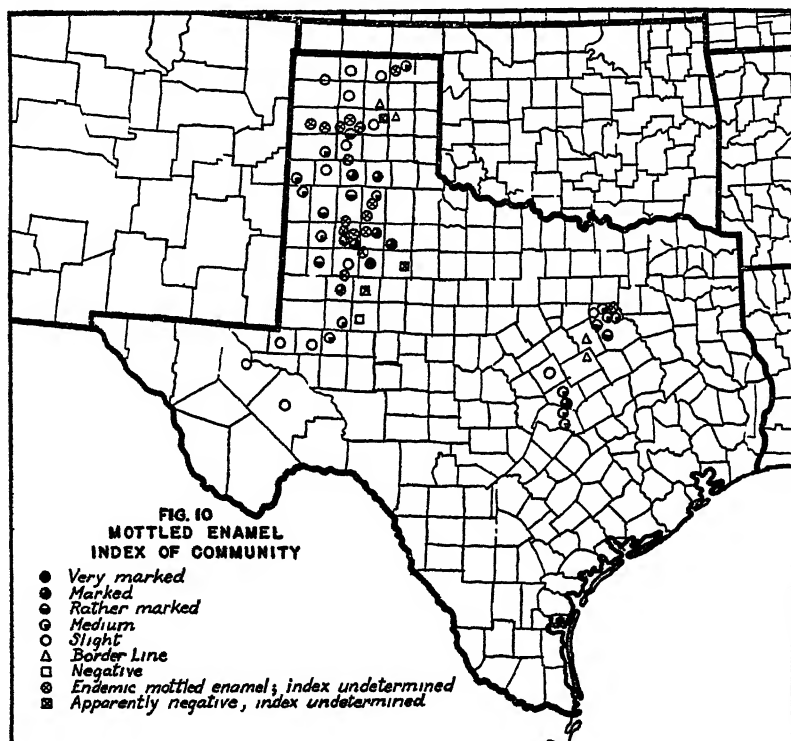 FIG. 10
MOTTLED ENAMEL
INDEX OF COMMUNITY
Very marked
Marked
Rather marked
Medium
Slight
Border Line
Negative
Endemic mottled enamel; index undetermined
Apparently negative, index undetermined